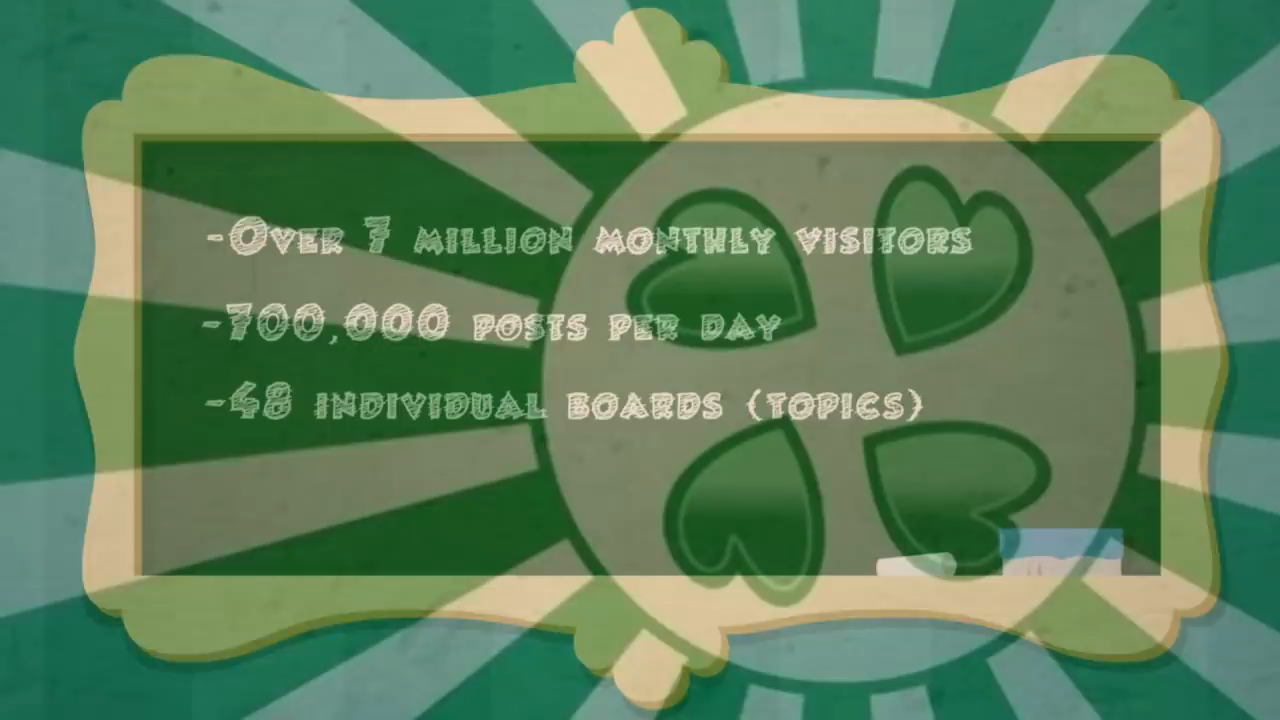 -Over 7 million monthly visitors
-700,000 posts per day
-48 individual boards (topics)